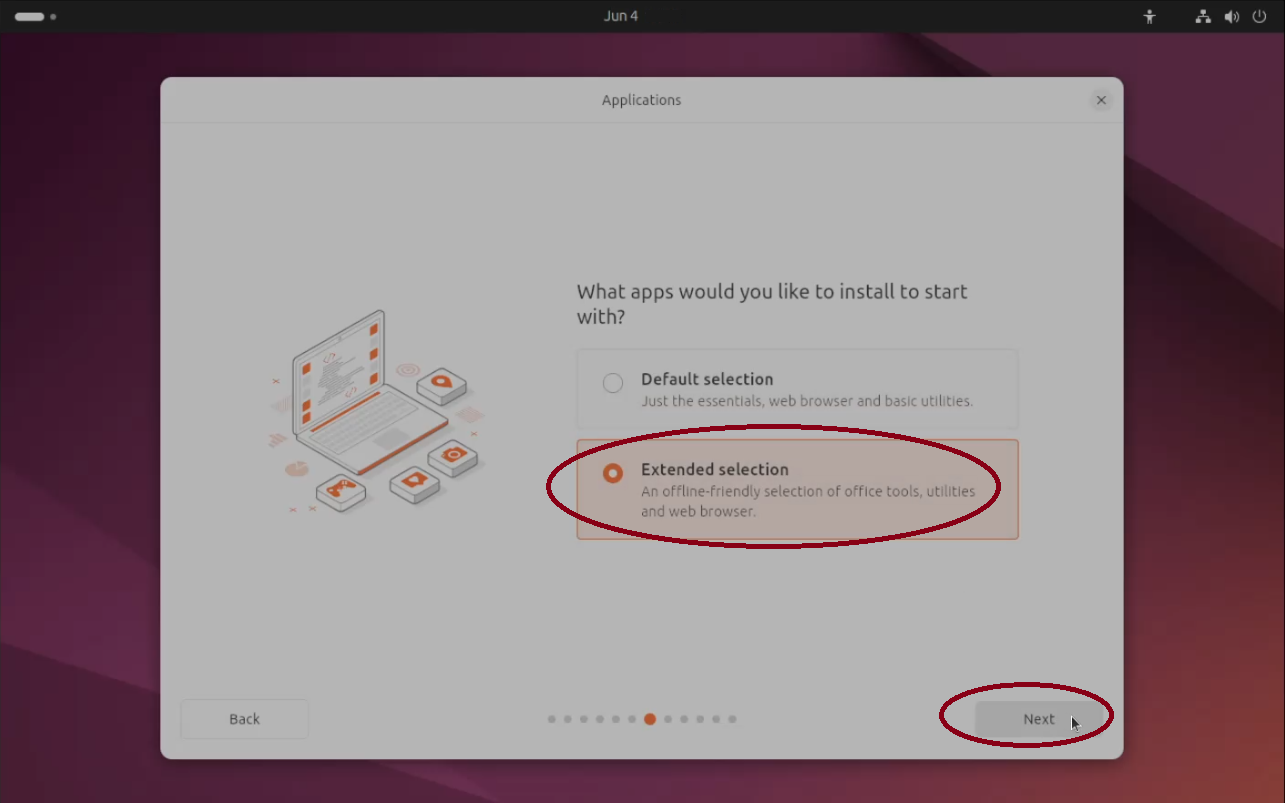 Jun 4
Applications
What apps would you like to install to start
with?
Default selection
Just the essentials, web browser and basic utilities.
Extended selection
An offline-friendly selection of office tools, utilities
and web browser.
Back
Next